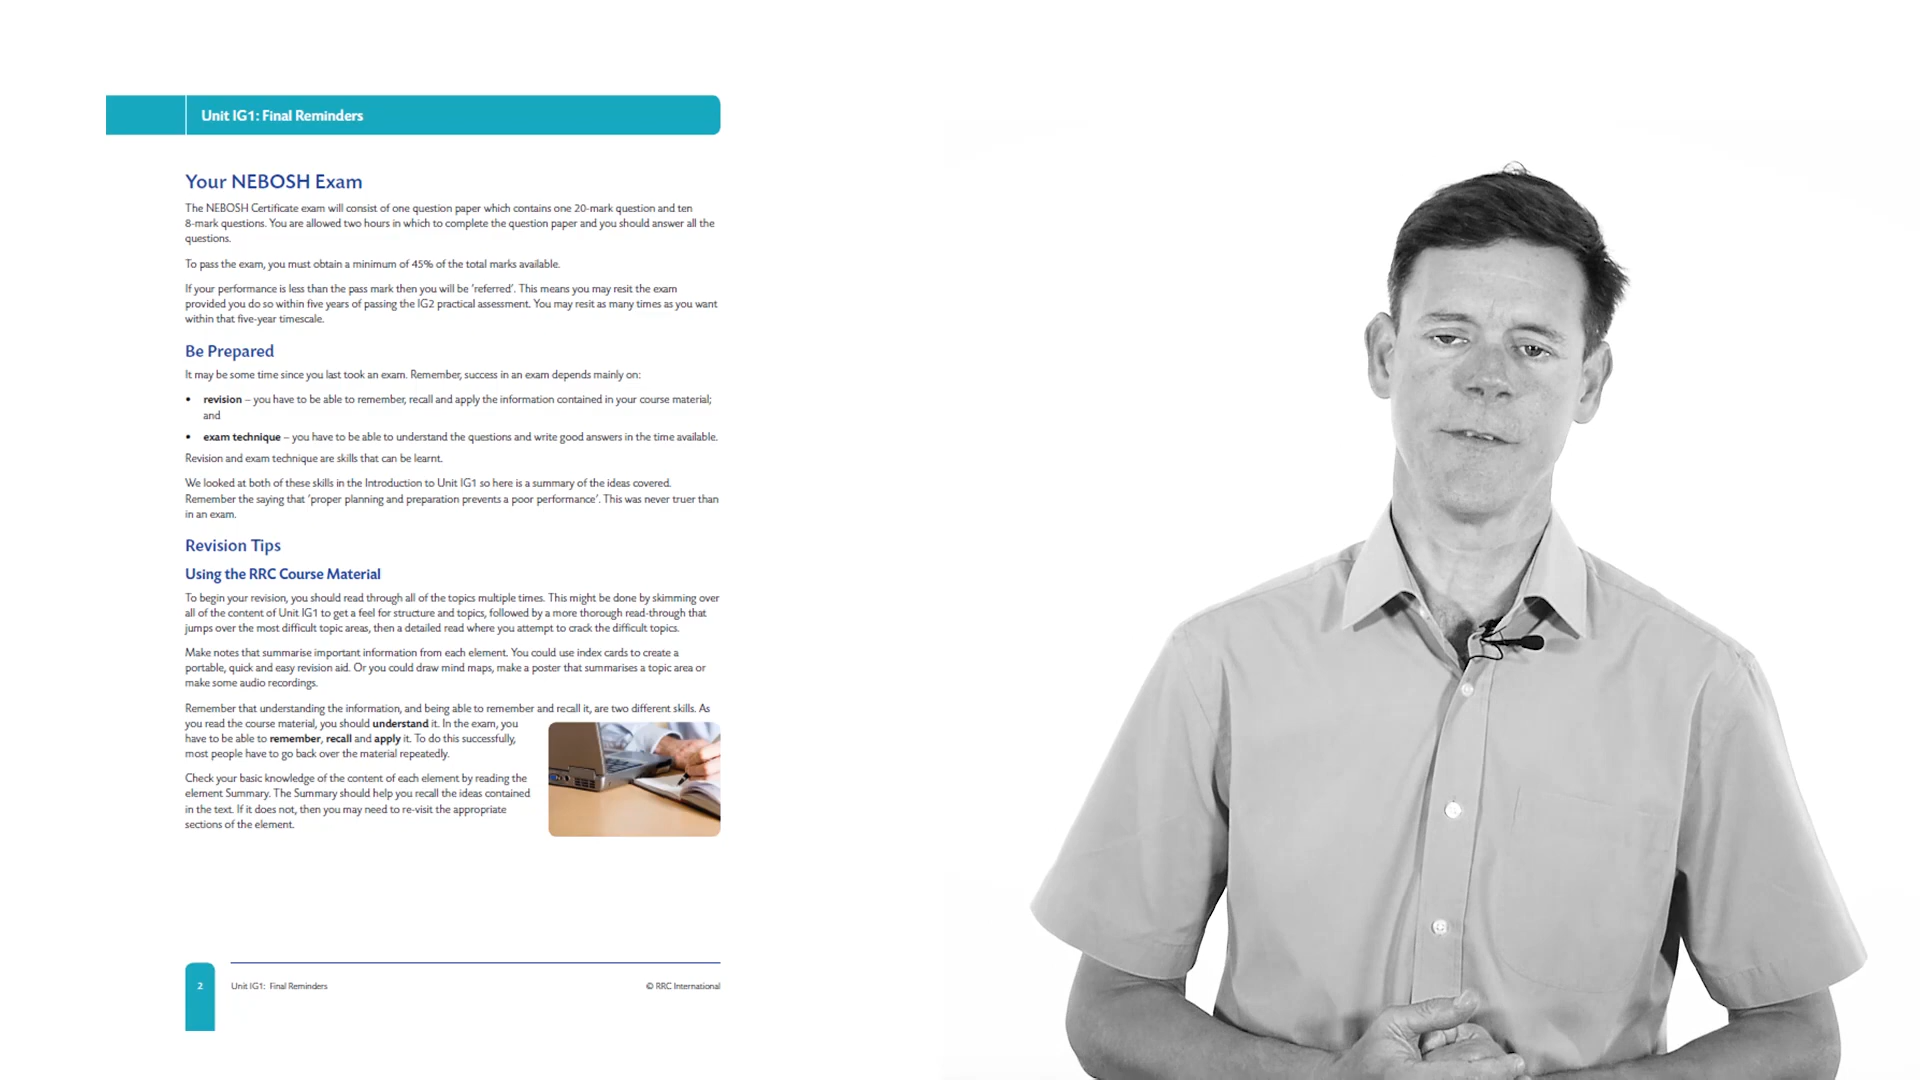 Unit IG1: Final Reminders
Your NEBOSH Exam
The NEBOSH Certificate exam will consist of one question paper which contains one 20-mark question and ten
8-mark questions. You are allowed two hours in which to complete the question paper and you should answer all the
questions.
To pass the exam, you must obtain a minimum of 45% of the total marks available.
If your performance is less than the pass mark then you will be ‘referred’. This means you may resit the exam
provided you do so within five years of passing the IG2 practical assessment. You may resit as many times as you want
within that five-year timescale.
Be Prepared
It may be some time since you last took an exam. Remember, success in an exam depends mainly on:
• revision – you have to be able to remember, recall and apply the information contained in your course material;
and
• exam technique – you have to be able to understand the questions and write good answers in the time available.
Revision and exam technique are skills that can be learnt.
We looked at both of these skills in the Introduction to Unit IG1 so here is a summary of the ideas covered.
Remember the saying that ‘proper planning and preparation prevents a poor performance’. This was never truer than
in an exam.
Revision Tips
Using the RRC Course Material
To begin your revision, you should read through all of the topics multiple times. This might be done by skimming over
all of the content of Unit IG1 to get a feel for structure and topics, followed by a more thorough read-through that
jumps over the most difficult topic areas, then a detailed read where you attempt to crack the difficult topics.
Make notes that summarise important information from each element. You could use index cards to create a
portable, quick and easy revision aid. Or you could draw mind maps, make a poster that summarises a topic area or
make some audio recordings.
Remember that understanding the information, and being able to remember and recall it, are two different skills. As
you read the course material, you should understand it. In the exam, you
have to be able to remember, recall and apply it. To do this successfully,
most people have to go back over the material repeatedly.
Check your basic knowledge of the content of each element by reading the
element Summary. The Summary should help you recall the ideas contained
in the text. If it does not, then you may need to re-visit the appropriate
sections of the element.
2 Unit IG1: Final Reminders © RRC International